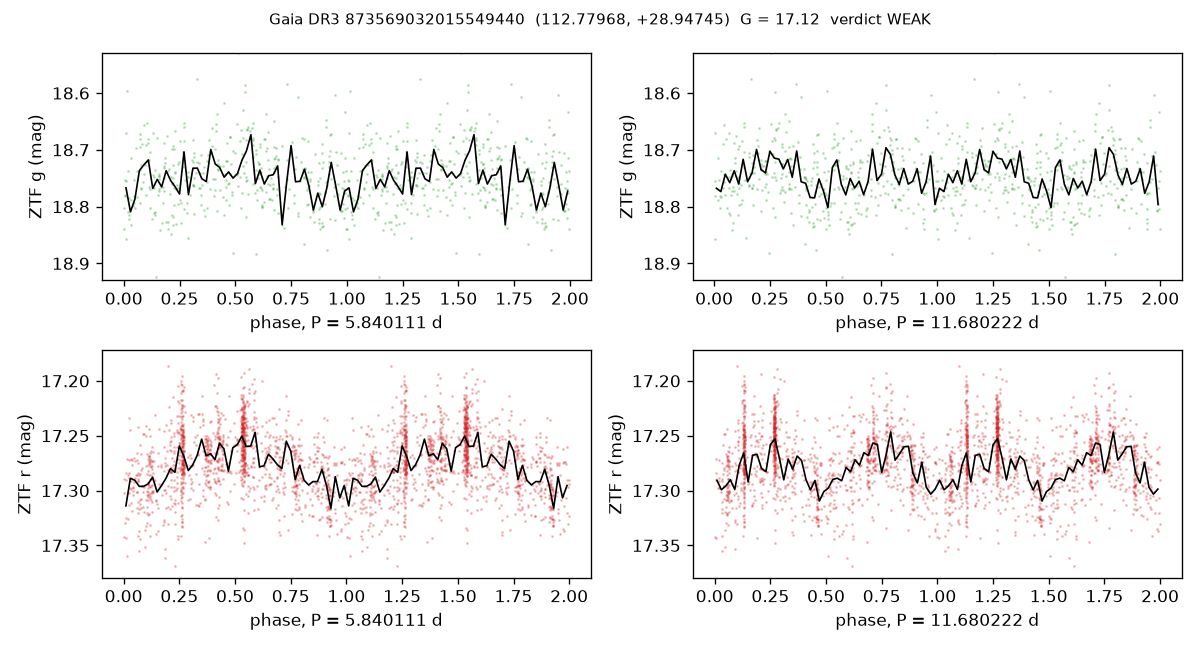 Gaia DR3 873569032015549440  (112.77968, +28.94745)  G = 17.12  verdict WEAK
ZTF g (mag)
18.6
18.7
18.8
18.9
0.00 0.25 0.50 0.75 1.00 1.25 1.50 1.75 2.00
phase, P = 5.840111 d
ZTF g (mag)
18.6
18.7
18.8
18.9
0.00 0.25 0.50 0.75 1.00 1.25 1.50 1.75 2.00
phase, P = 11.680222 d
ZTF r (mag)
17.20
17.25
17.30
17.35
0.00 0.25 0.50 0.75 1.00 1.25 1.50 1.75 2.00
phase, P = 5.840111 d
ZTF r (mag)
17.20
17.25
17.30
17.35
0.00 0.25 0.50 0.75 1.00 1.25 1.50 1.75 2.00
phase, P = 11.680222 d